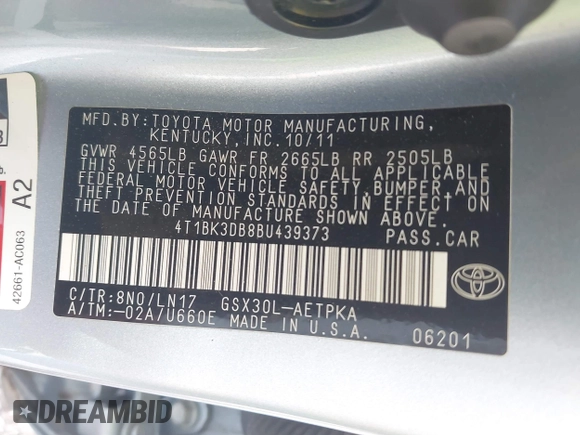 MFD.BY:TOYOTA MOTOR MANUFACTURING,
KENTUCKY,INC.10/11
GVWR 4565LB GAWR FR 2665LB RR 2505LB
THIS VEHICLE CONFORMS TO ALL APPLICABLE
FEDERAL MOTOR VEHICLE SAFETY,BUMPER,AND
THEFT PREVENTION STANDARDS IN EFFECT ON
THE DATE OF MANUFACTURE SHOWN ABOVE.
4T1BK3DB8BU439373 PASS.CAR
C/TR:8N0/LN17 GSX30L-AETPKA
A/TM:-02A/U660E MADE IN U.S.A. 06201
TOYOTA
A2
42661-AC063
DREAMBID